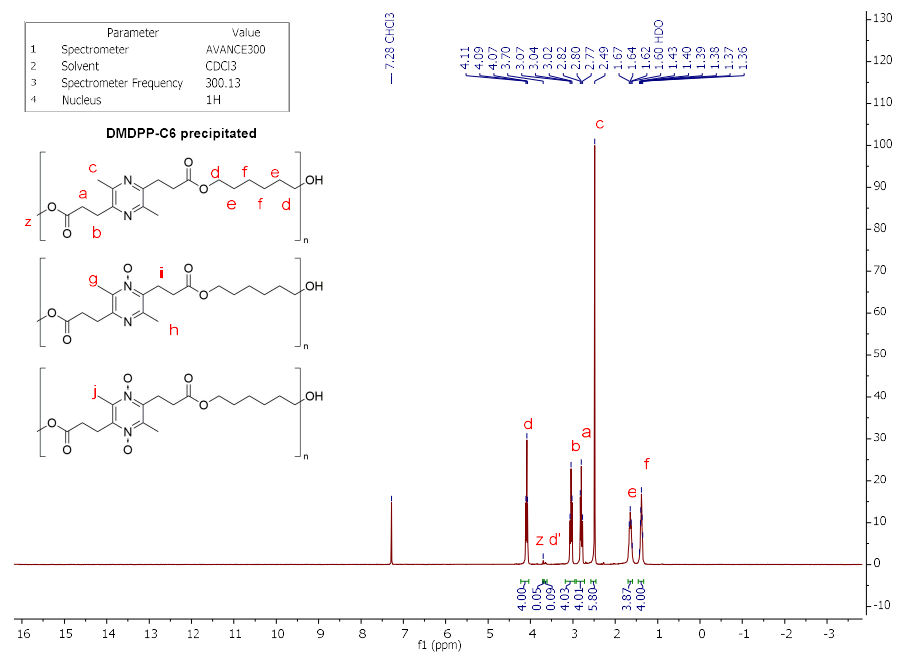 Parameter Value
1 Spectrometer AVANCE300
2 Solvent CDCl3
3 Spectrometer Frequency 300.13
4 Nucleus 1H
DMDPP-C6 precipitated
7.28 CHCl3
4.11
4.09
4.07
3.70
3.07
3.04
3.02
2.82
2.80
2.77
2.49
1.67
1.64
1.62
1.60 HDO
1.43
1.40
1.39
1.38
1.37
1.36
c
N
O
O
d
f
e
OH
a
e
f
d
z
O
O
b
N
n
O
g
N
i
O
O
OH
O
O
N
h
n
O
j
N
O
O
OH
O
O
N
O
n
c
d
b
a
z
d'
e
f
4.00
0.05
0.09
4.03
4.01
5.80
3.87
4.00
16 15 14 13 12 11 10 9 8 7 6 5 4 3 2 1 0 -1 -2 -3
f1 (ppm)
130
120
110
100
90
80
70
60
50
40
30
20
10
0
-10